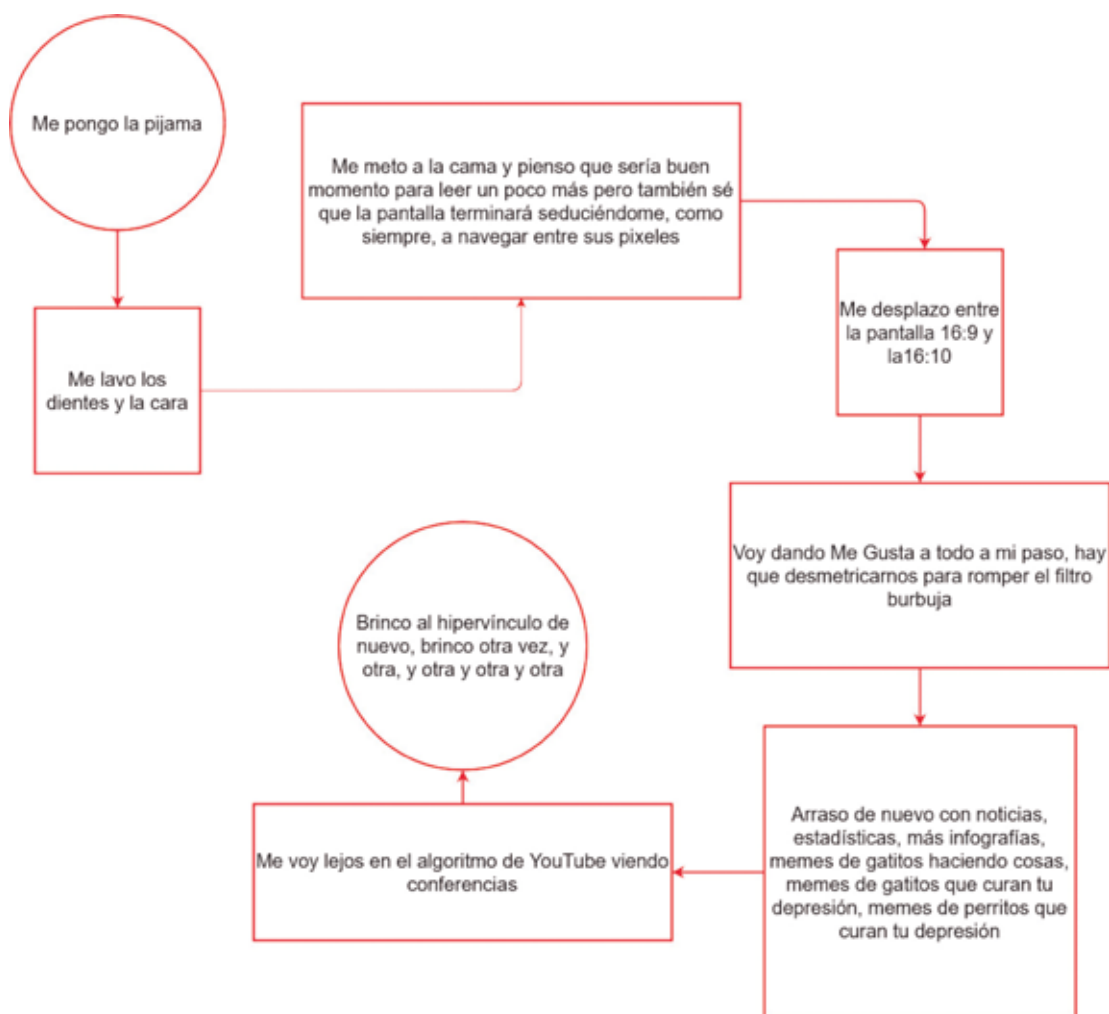 Me pongo la pijama
Me lavo los
dientes y la cara
Me meto a la cama y pienso que sería buen
momento para leer un poco más pero también sé
que la pantalla terminará seduciéndome, como
siempre, a navegar entre sus pixeles
Me desplazo entre
la pantalla 16:9 y
la16:10
Voy dando Me Gusta a todo a mi paso, hay
que desmetricarnos para romper el filtro
burbuja
Arraso de nuevo con noticias,
estadísticas, más infografías,
memes de gatitos haciendo cosas,
memes de gatitos que curan tu
depresión, memes de perritos que
curan tu depresión
Me voy lejos en el algoritmo de YouTube viendo
conferencias
Brinco al hipervínculo de
nuevo, brinco otra vez, y
otra, y otra y otra y otra